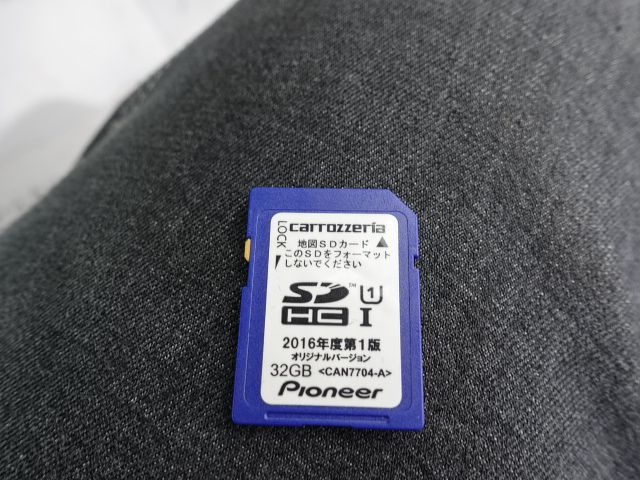 carrozzeria
LOCK
地図SDカード ▲
このSDをフォーマット
しないでください
SD™ 1
HC I
2016年度第1版
オリジナルバージョン
32GB <CAN7704-A>
Pioneer